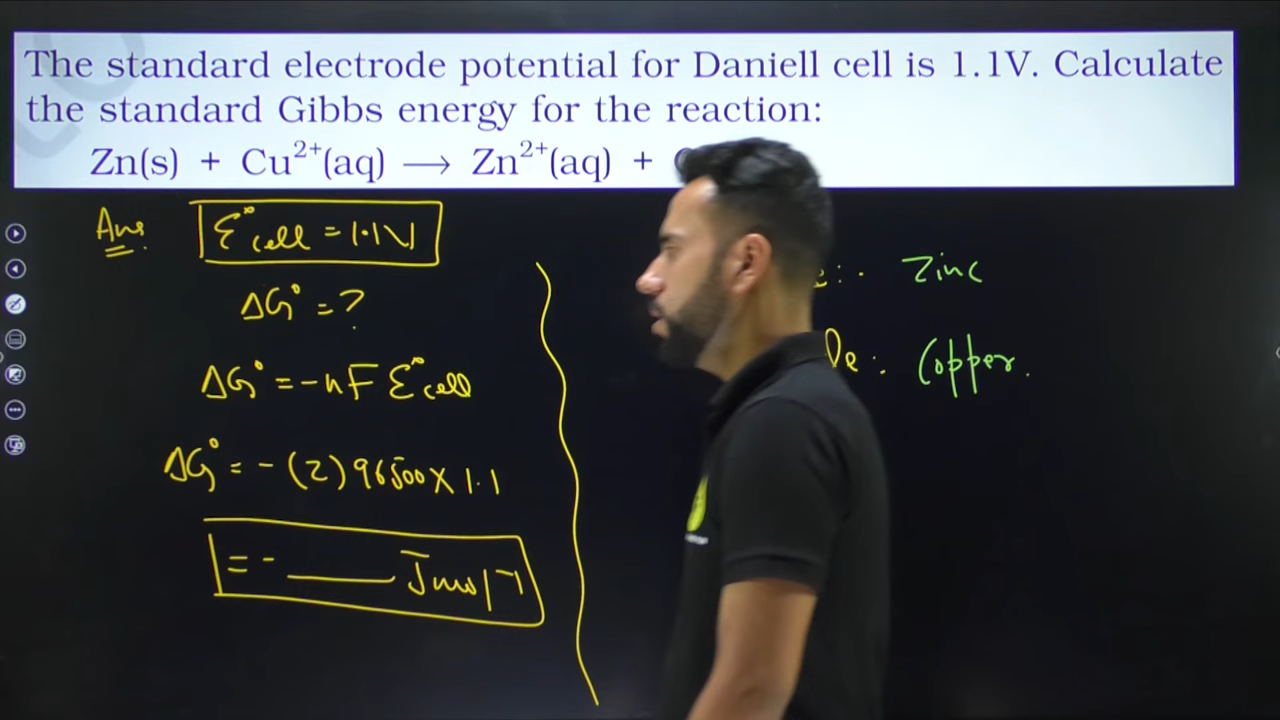 The standard electrode potential for Daniell cell is 1.1V. Calculate
the standard Gibbs energy for the reaction:
Zn(s) + Cu²⁺(aq) ⟶ Zn²⁺(aq) +
Ans:
E°cell = 1.1V
ΔG° = ?
ΔG° = -nF E°cell
ΔG° = -(2) 96500 × 1.1
= - ______ J mol⁻¹
e:. Zinc
de: Copper.